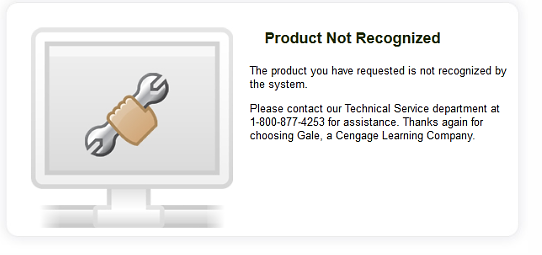 Product Not Recognized
The product you have requested is not recognized by
the system.
Please contact our Technical Service department at
1-800-877-4253 for assistance. Thanks again for
choosing Gale, a Cengage Learning Company.